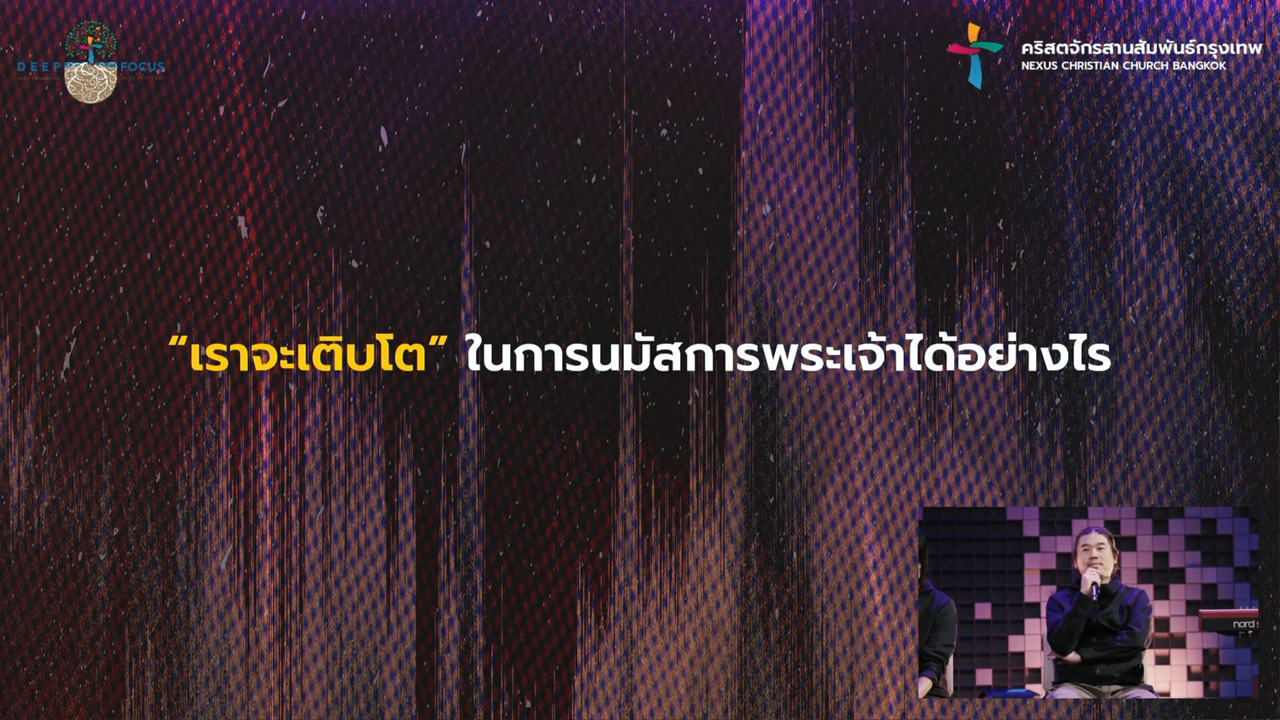 DEEP
FOCUS
คริสตจักรสานสัมพันธ์กรุงเทพ
NEXUS CHRISTIAN CHURCH BANGKOK
“เราจะเติบโต” ในการนมัสการพระเจ้าได้อย่างไร
nord